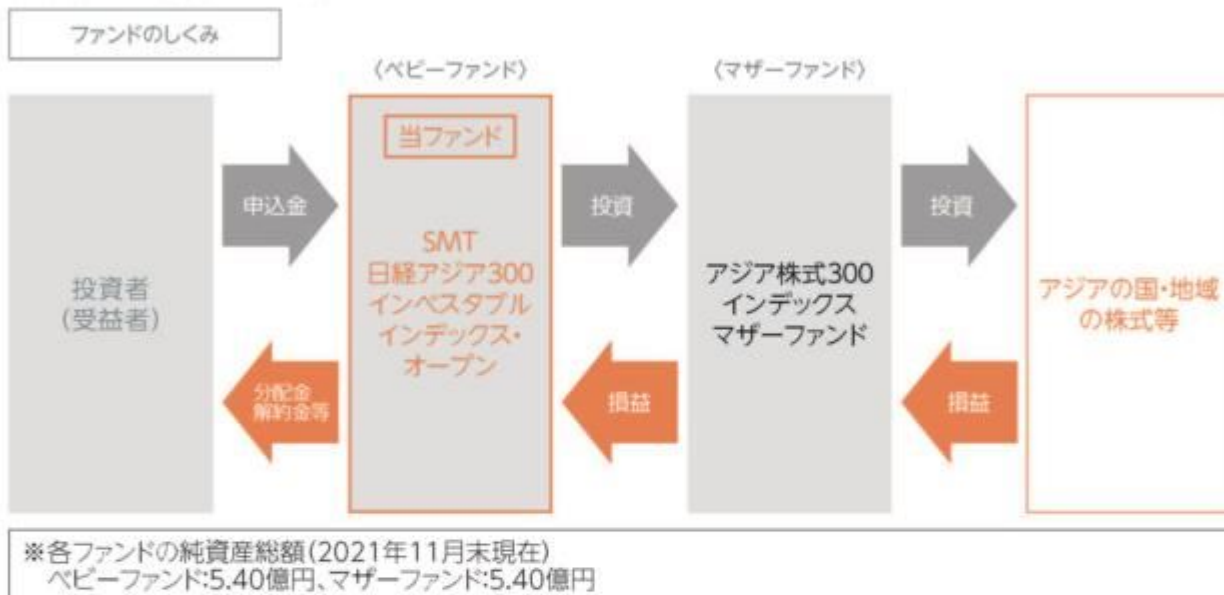 ファンドのしくみ
〈ベビーファンド〉
〈マザーファンド〉
投資者
(受益者)
申込金
分配金
解約金等
当ファンド
SMT
日経アジア300
インベスタブル
インデックス・
オープン
投資
損益
アジア株式300
インデックス
マザーファンド
投資
損益
アジアの国・地域
の株式等
※各ファンドの純資産総額(2021年11月末現在)
ベビーファンド:5.40億円、マザーファンド:5.40億円